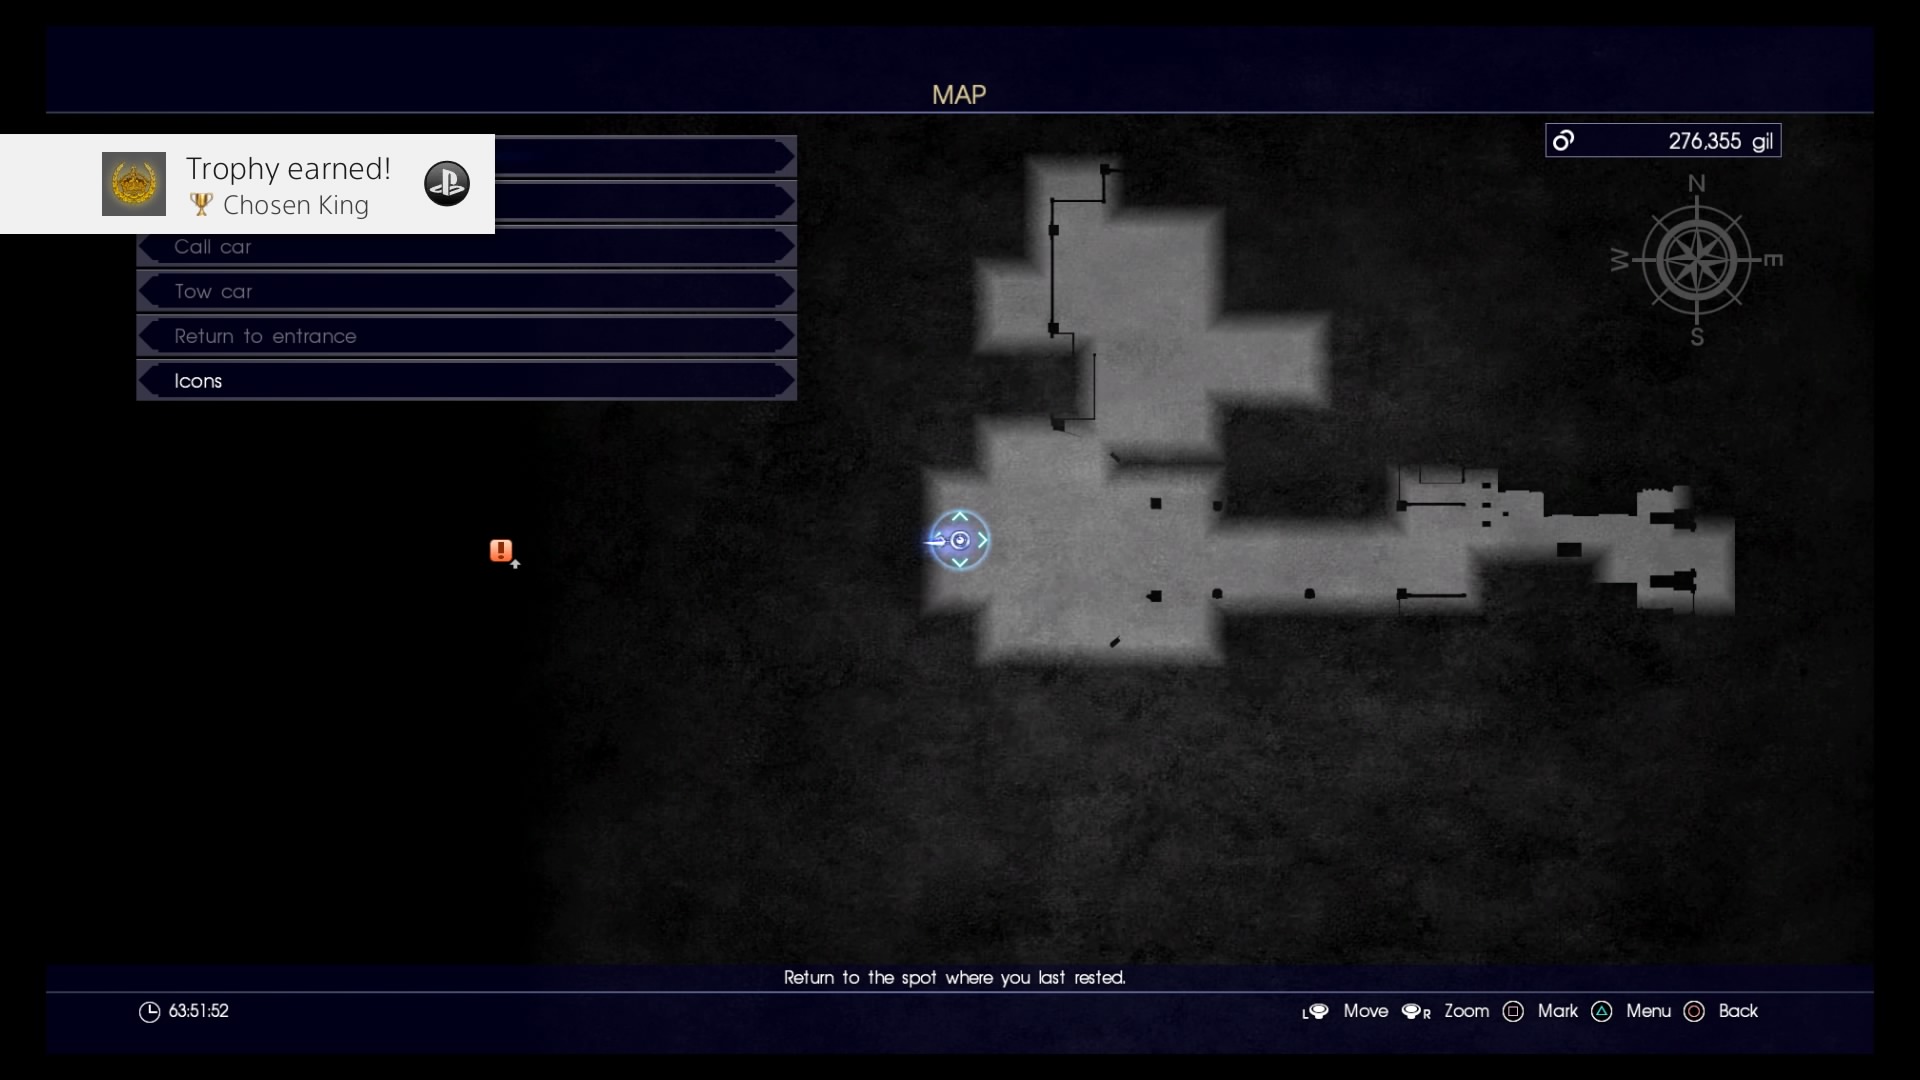 MAP
Trophy earned!
Chosen King
276,355 gil
N
W
E
S
Call car
Tow car
Return to entrance
Icons
Return to the spot where you last rested.
63:51:52
L Move R Zoom Mark Menu Back